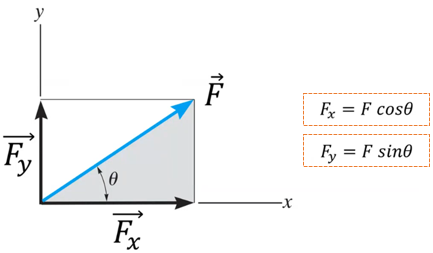 y
F⃗
F⃗y
θ
F⃗x
x
Fx = F cosθ
Fy = F sinθ